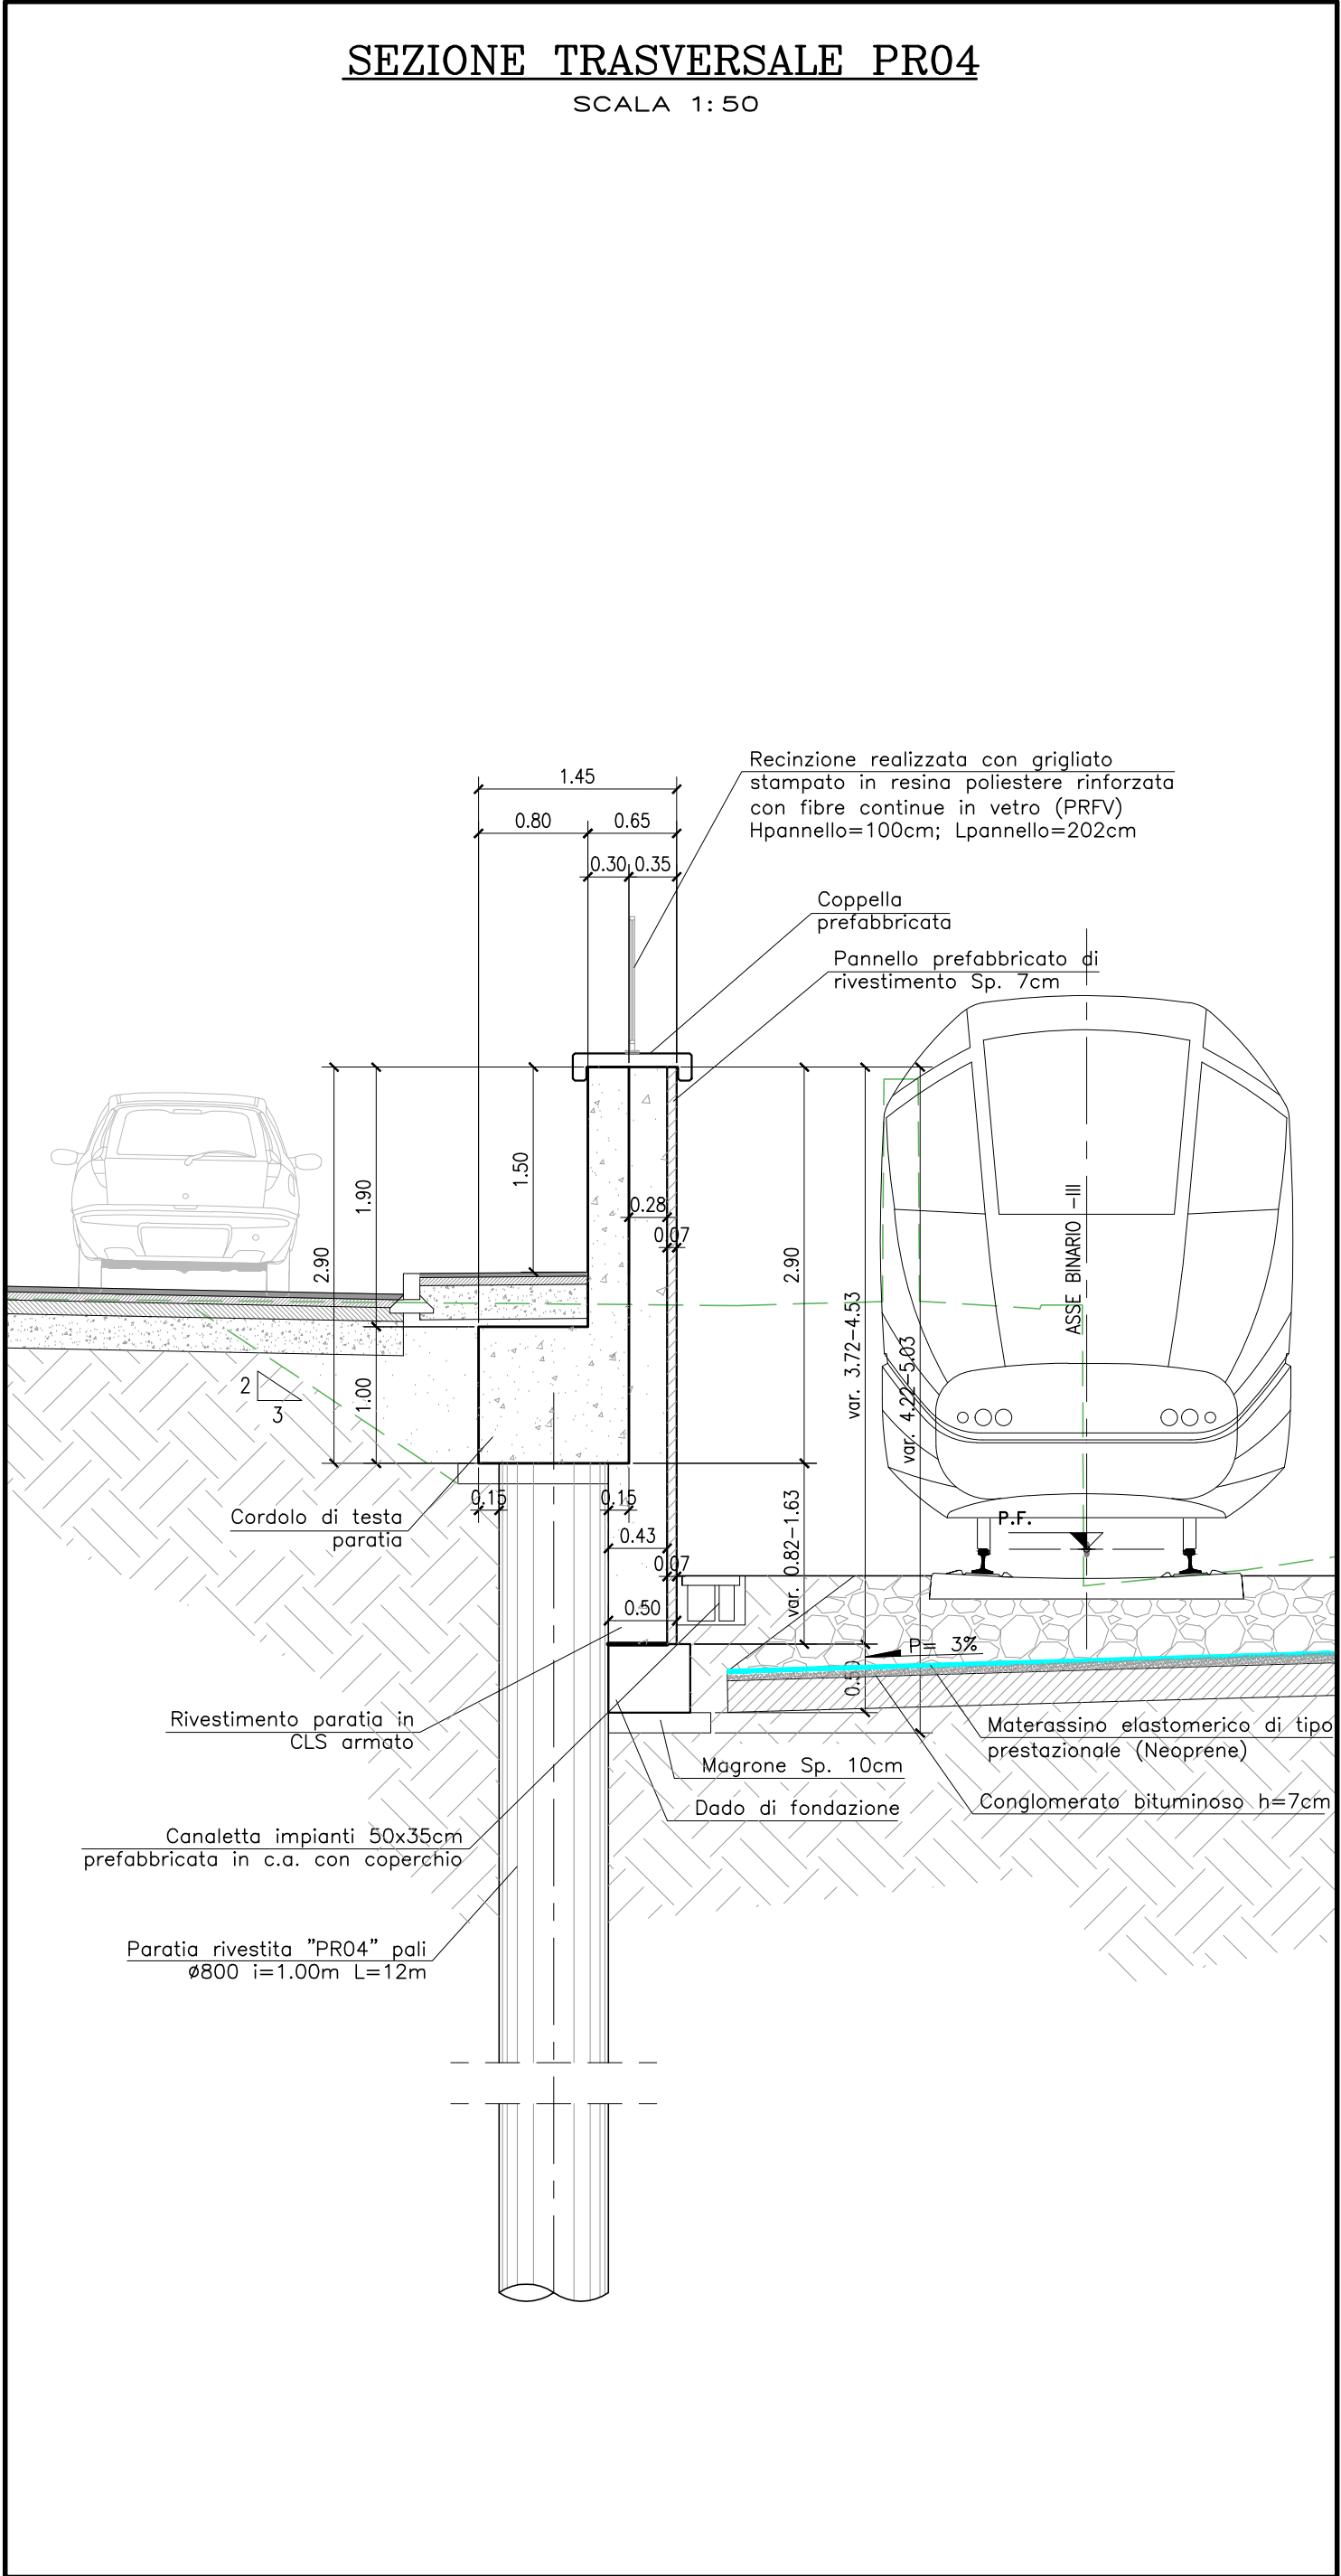 SEZIONE TRASVERSALE PR04
SCALA 1:50
Recinzione realizzata con grigliato
stampato in resina poliestere rinforzata
con fibre continue in vetro (PRFV)
Hpannello=100cm; Lpannello=202cm
1.45
0.80
0.65
0.30
0.35
Coppella
prefabbricata
Pannello prefabbricato di
rivestimento Sp. 7cm
2.90
1.90
1.50
0.28
0.07
2.90
var. 3.72-4.53
var. 4.22-5.03
ASSE BINARIO -III
1.00
2
3
0.15
0.15
Cordolo di testa
paratia
0.43
0.07
0.50
var. 0.82-1.63
P.F.
P= 3%
0.50
Rivestimento paratia in
CLS armato
Materassino elastomerico di tipo
prestazionale (Neoprene)
Magrone Sp. 10cm
Dado di fondazione
Conglomerato bituminoso h=7cm
Canaletta impianti 50x35cm
prefabbricata in c.a. con coperchio
Paratia rivestita "PR04" pali
Ø800 i=1.00m L=12m